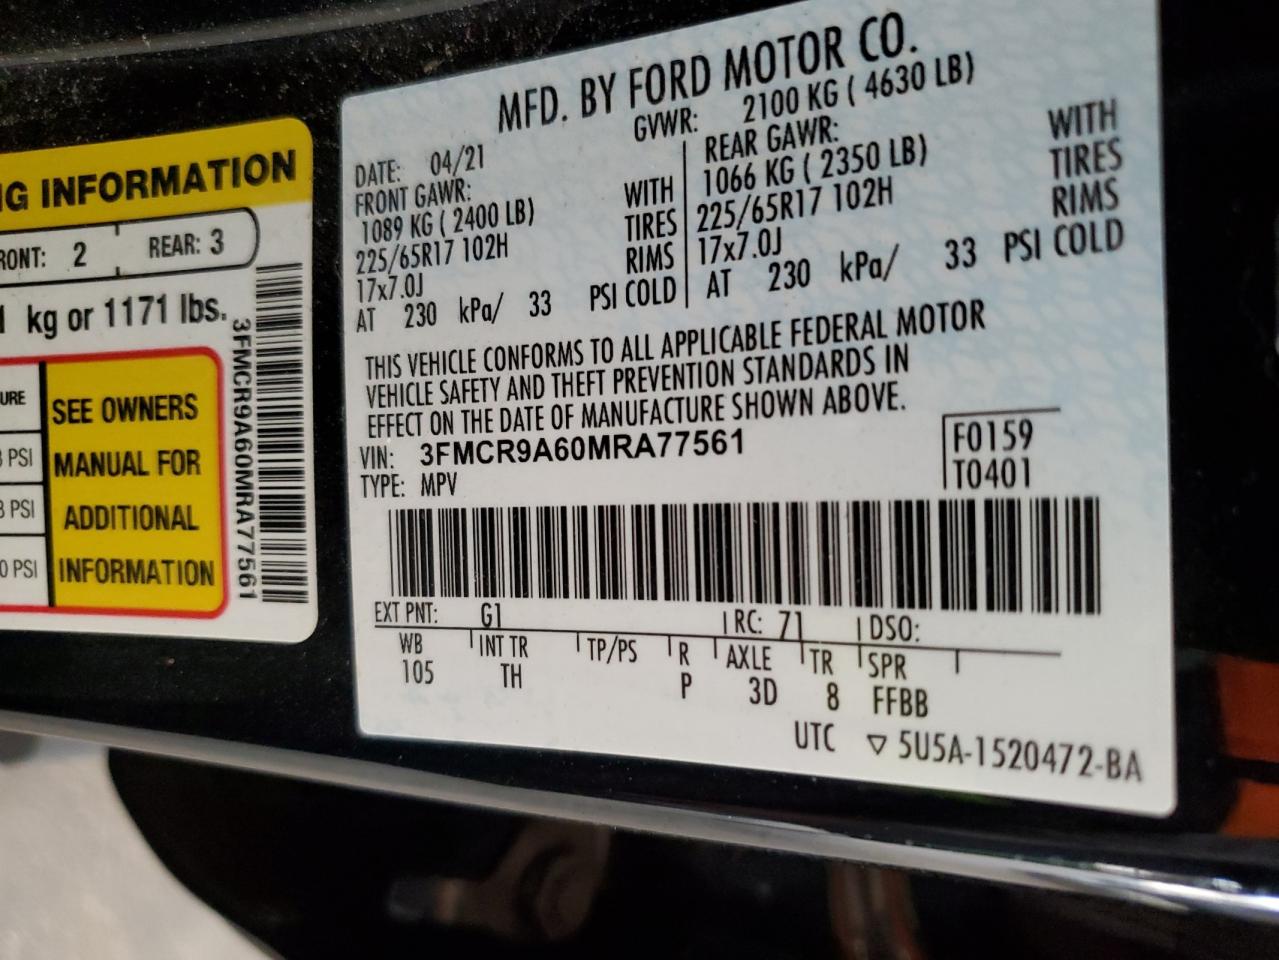 NG INFORMATION
RONT: 2 REAR: 3
kg or 1171 lbs.
URE
PSI
PSI
0 PSI
SEE OWNERS
MANUAL FOR
ADDITIONAL
INFORMATION
3FMCR9A60MRA77561
MFD. BY FORD MOTOR CO.
GVWR: 2100 KG ( 4630 LB)
DATE: 04/21
FRONT GAWR:
1089 KG ( 2400 LB) WITH
225/65R17 102H TIRES
17x7.0J RIMS
AT 230 kPa/ 33 PSI COLD
REAR GAWR:
1066 KG ( 2350 LB) WITH
225/65R17 102H TIRES
17x7.0J RIMS
AT 230 kPa/ 33 PSI COLD
THIS VEHICLE CONFORMS TO ALL APPLICABLE FEDERAL MOTOR
VEHICLE SAFETY AND THEFT PREVENTION STANDARDS IN
EFFECT ON THE DATE OF MANUFACTURE SHOWN ABOVE.
VIN: 3FMCR9A60MRA77561
TYPE: MPV
F0159
T0401
EXT PNT: G1 RC: 71 DSO:
WB INT TR TP/PS R AXLE TR SPR
105 TH P 3D 8 FFBB
UTC ▽ 5U5A-1520472-BA